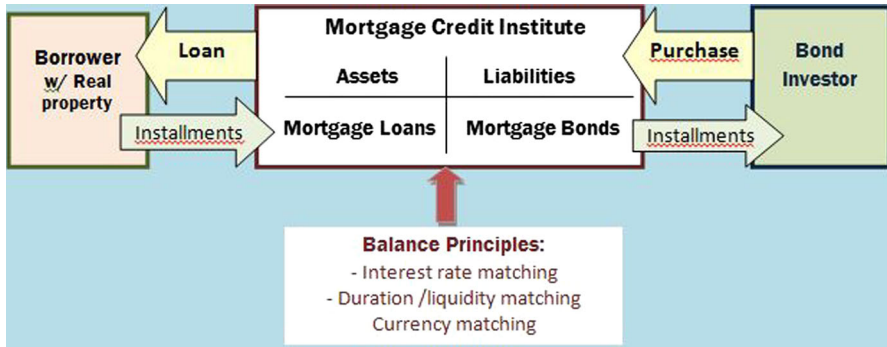 Borrower
w/ Real
property
Loan
Installments
Mortgage Credit Institute
Assets
Liabilities
Mortgage Loans
Mortgage Bonds
Purchase
Installments
Bond
Investor
Balance Principles:
- Interest rate matching
- Duration /liquidity matching
Currency matching